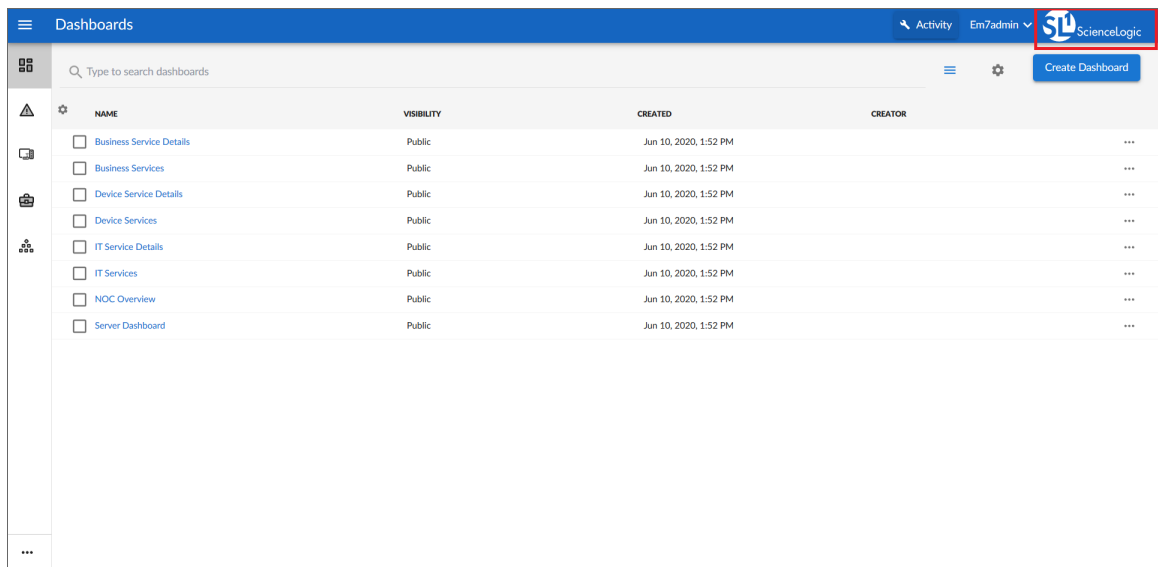 Dashboards Activity Em7admin SL1 ScienceLogic
Type to search dashboards Create Dashboard
NAME VISIBILITY CREATED CREATOR
Business Service Details Public Jun 10, 2020, 1:52 PM
Business Services Public Jun 10, 2020, 1:52 PM
Device Service Details Public Jun 10, 2020, 1:52 PM
Device Services Public Jun 10, 2020, 1:52 PM
IT Service Details Public Jun 10, 2020, 1:52 PM
IT Services Public Jun 10, 2020, 1:52 PM
NOC Overview Public Jun 10, 2020, 1:52 PM
Server Dashboard Public Jun 10, 2020, 1:52 PM